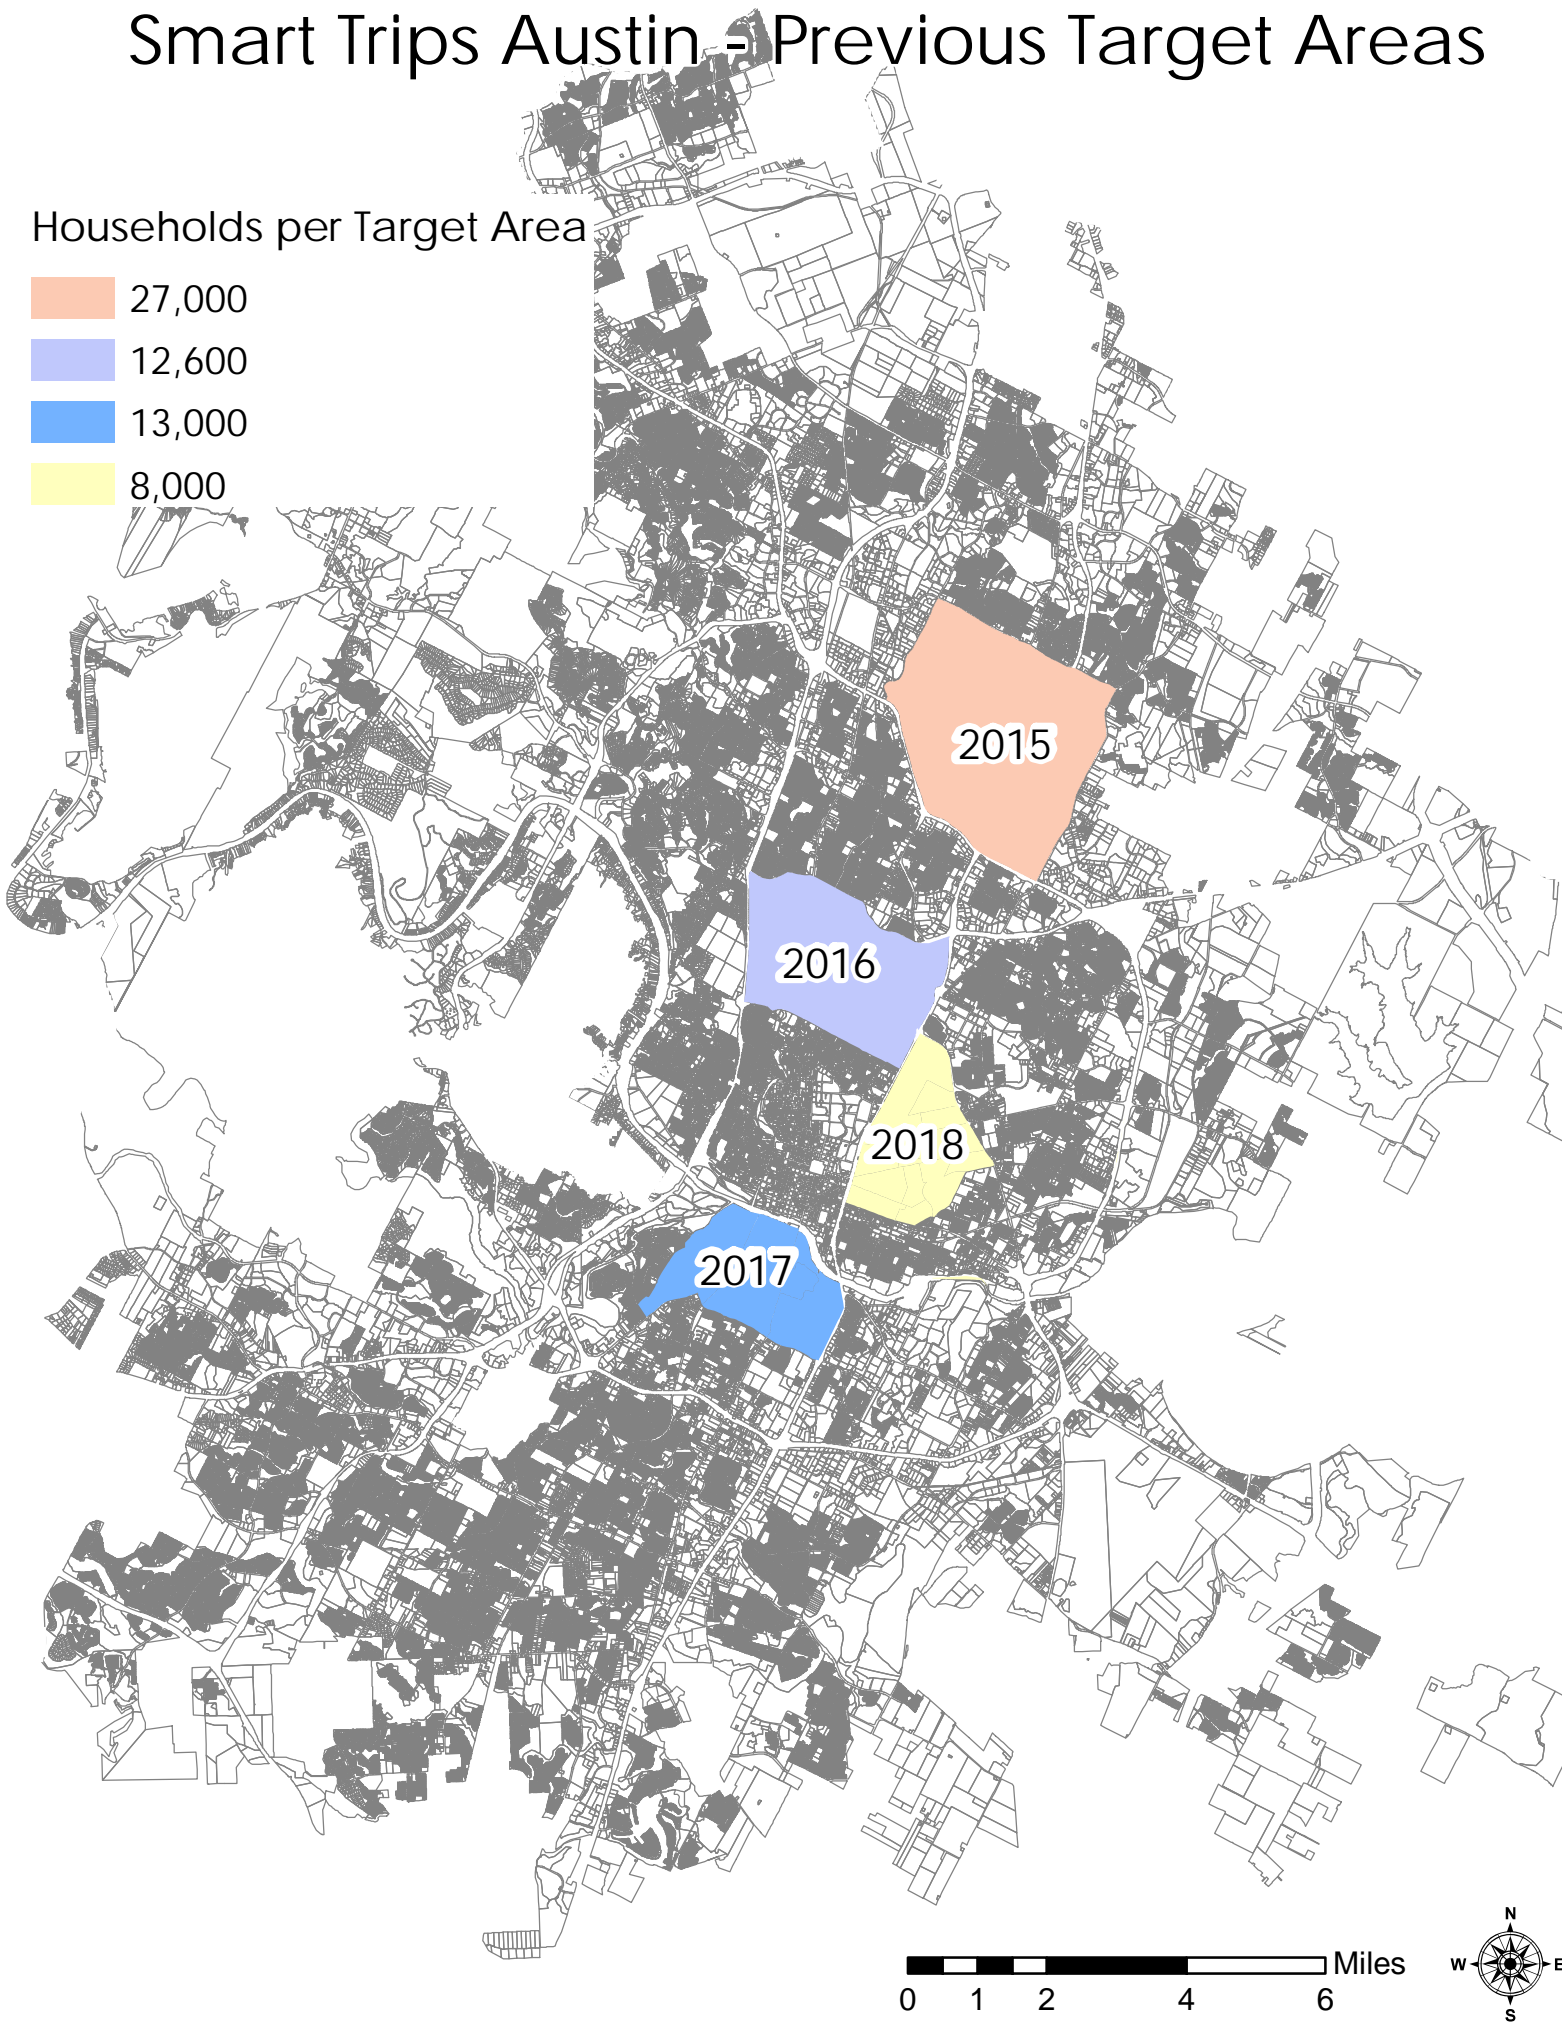 Smart Trips Austin - Previous Target Areas
Households per Target Area
27,000
12,600
13,000
8,000
2015
2016
2018
2017
N
W E
S
Miles
0 1 2 4 6